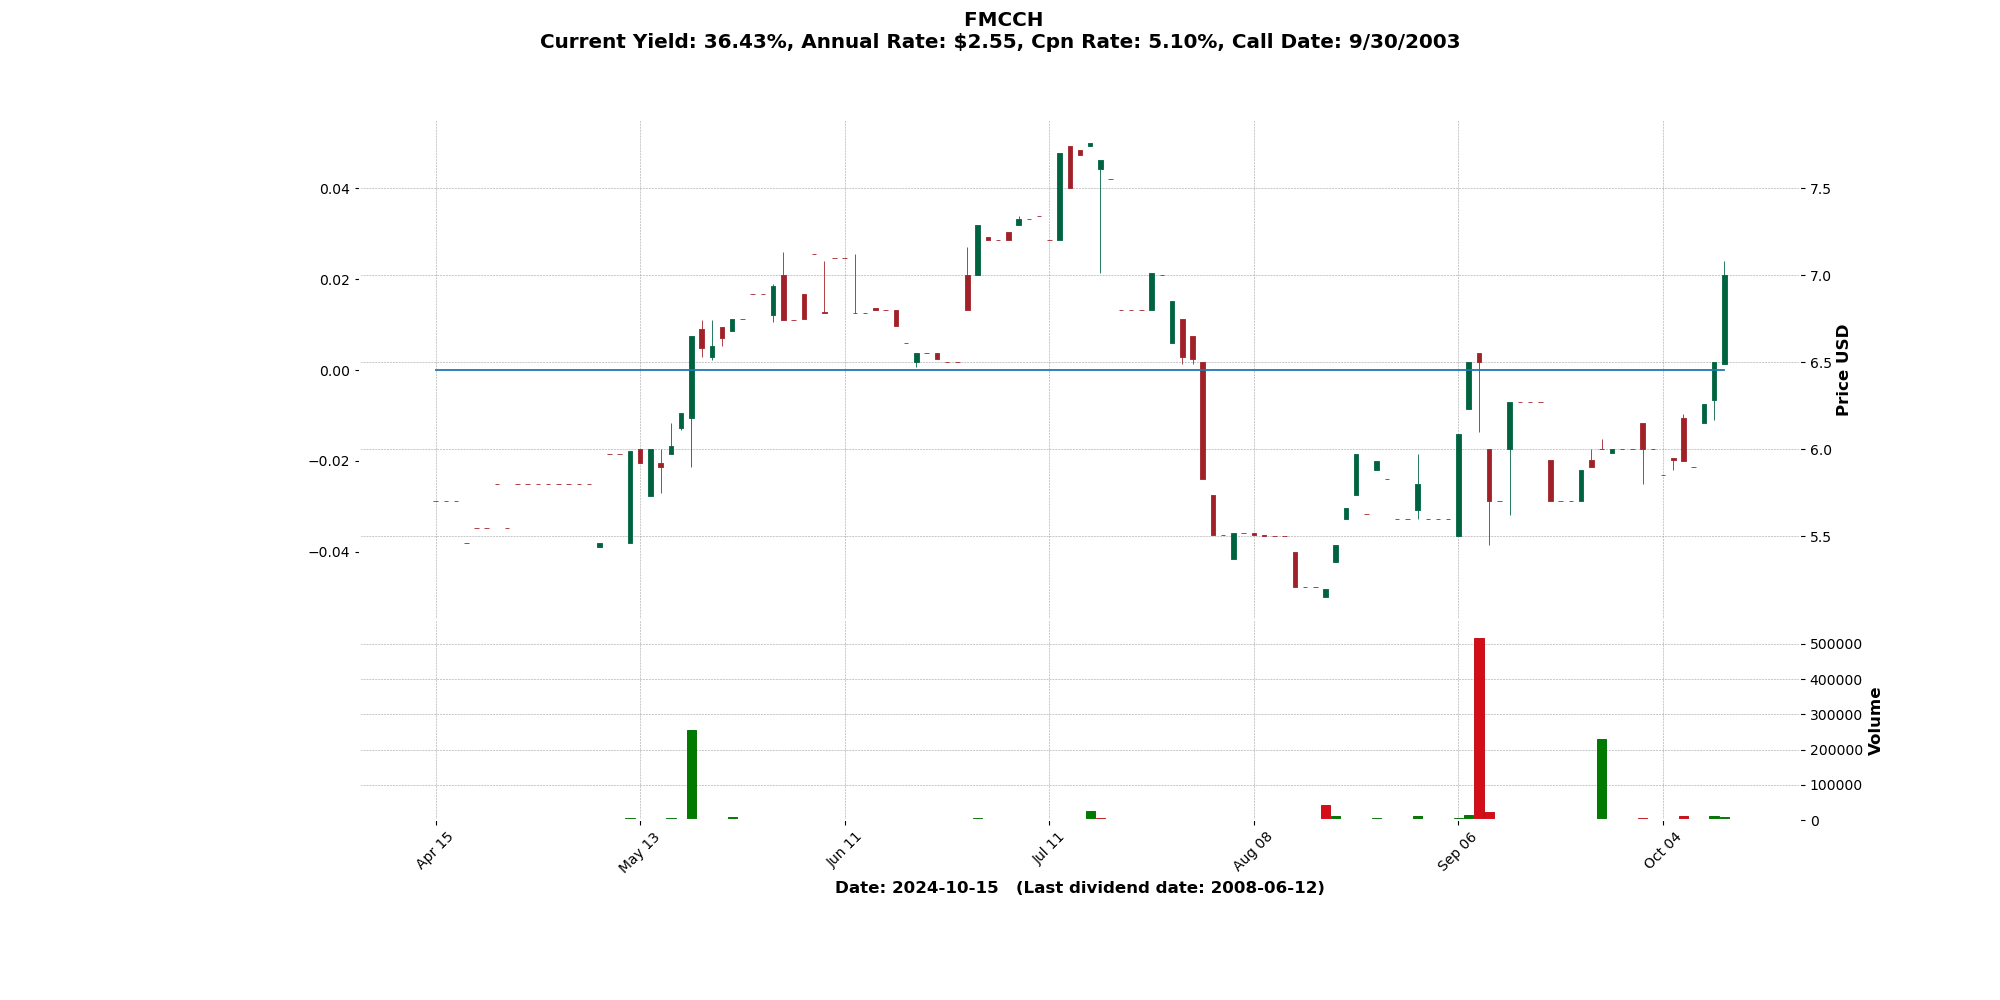 FMCCH
Current Yield: 36.43%, Annual Rate: $2.55, Cpn Rate: 5.10%, Call Date: 9/30/2003
0.04
0.02
0.00
−0.02
−0.04
7.5
7.0
6.5
6.0
5.5
Price USD
500000
400000
300000
200000
100000
0
Volume
Apr 15
May 13
Jun 11
Jul 11
Aug 08
Sep 06
Oct 04
Date: 2024-10-15   (Last dividend date: 2008-06-12)